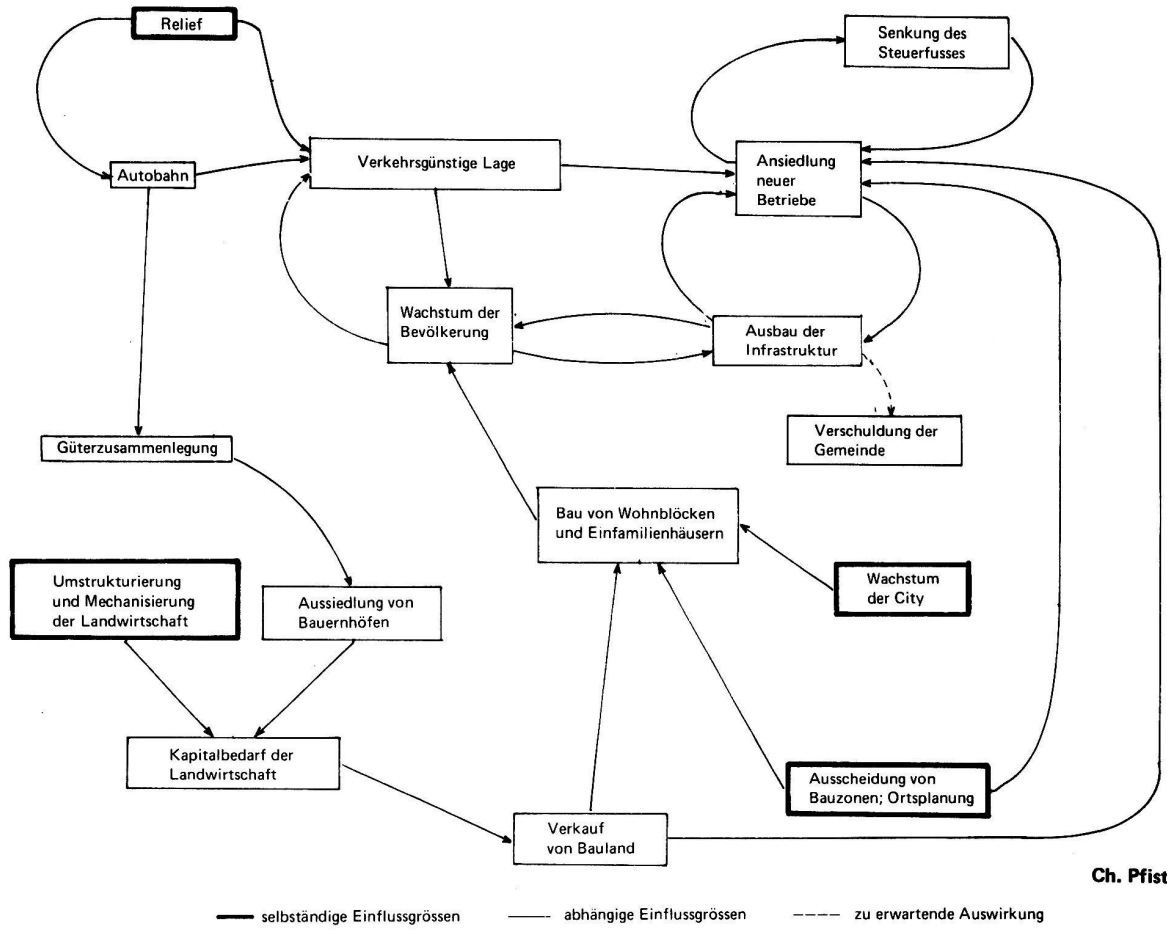 Relief
Senkung des
Steuerfusses
Verkehrsgünstige Lage
Ansiedlung
neuer
Betriebe
Autobahn
Wachstum der
Bevölkerung
Ausbau der
Infrastruktur
Verschuldung der
Gemeinde
Güterzusammenlegung
Bau von Wohnblöcken
und Einfamilienhäusern
Umstrukturierung
und Mechanisierung
der Landwirtschaft
Aussiedlung von
Bauernhöfen
Wachstum
der City
Kapitalbedarf der
Landwirtschaft
Ausscheidung von
Bauzonen; Ortsplanung
Verkauf
von Bauland
Ch. Pfist
selbständige Einflussgrössen
abhängige Einflussgrössen
zu erwartende Auswirkung